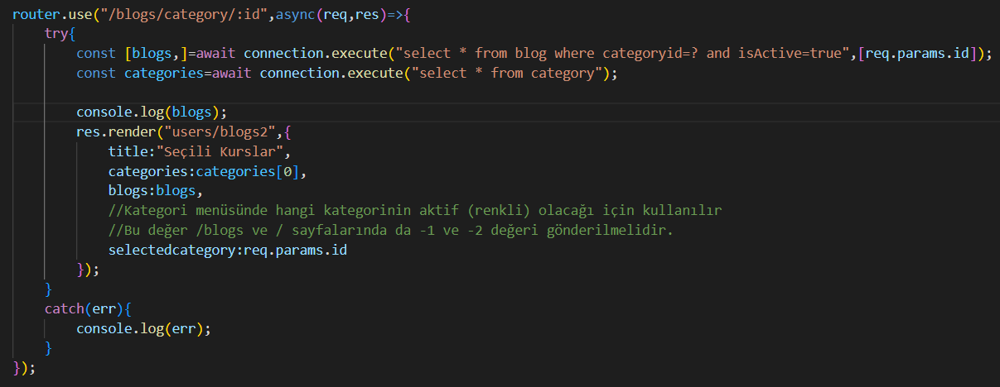 router.use("/blogs/category/:id",async(req,res)=>{
    try{
        const [blogs,]=await connection.execute("select * from blog where categoryid=? and isActive=true",[req.params.id]);
        const categories=await connection.execute("select * from category");

        console.log(blogs);
        res.render("users/blogs2",{
            title:"Seçili Kurslar",
            categories:categories[0],
            blogs:blogs,
            //Kategori menüsünde hangi kategorinin aktif (renkli) olacağı için kullanılır
            //Bu değer /blogs ve / sayfalarında da -1 ve -2 değeri gönderilmelidir.
            selectedcategory:req.params.id
        });
    }
    catch(err){
        console.log(err);
    }
});